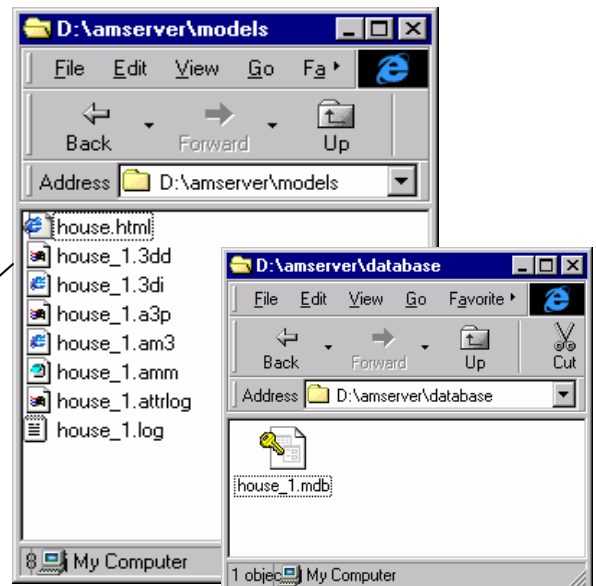 D:\amserver\models
File Edit View Go Fa
Back Forward Up
Address D:\amserver\models
house.html
house_1.3dd
house_1.3di
house_1.a3p
house_1.am3
house_1.amm
house_1.attrlog
house_1.log
8 My Computer
D:\amserver\database
File Edit View Go Favorite
Back Forward Up Cut
Address D:\amserver\database
house_1.mdb
1 objec My Computer